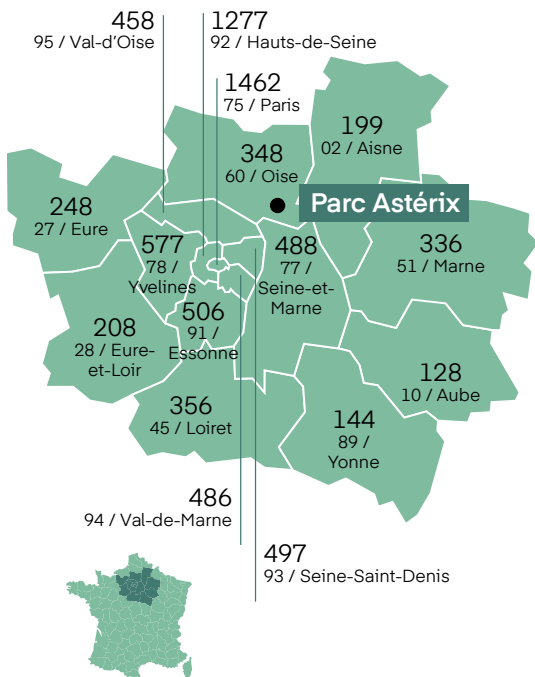 458
95 / Val-d’Oise
1277
92 / Hauts-de-Seine
1462
75 / Paris
199
02 / Aisne
348
60 / Oise
Parc Astérix
248
27 / Eure
577
78 /
Yvelines
488
77 /
Seine-et-
Marne
336
51 / Marne
506
91 /
Essonne
208
28 / Eure-
et-Loir
128
10 / Aube
356
45 / Loiret
144
89 /
Yonne
486
94 / Val-de-Marne
497
93 / Seine-Saint-Denis